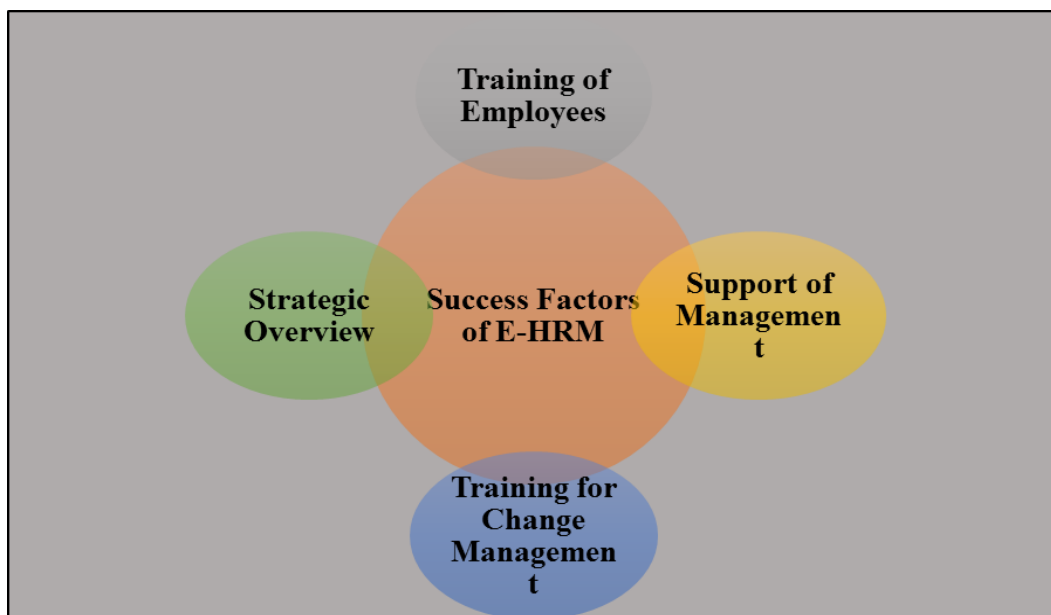 Training of
Employees
Strategic
Overview
Success Factors
of E-HRM
Support of
Managemen
t
Training for
Change
Managemen
t